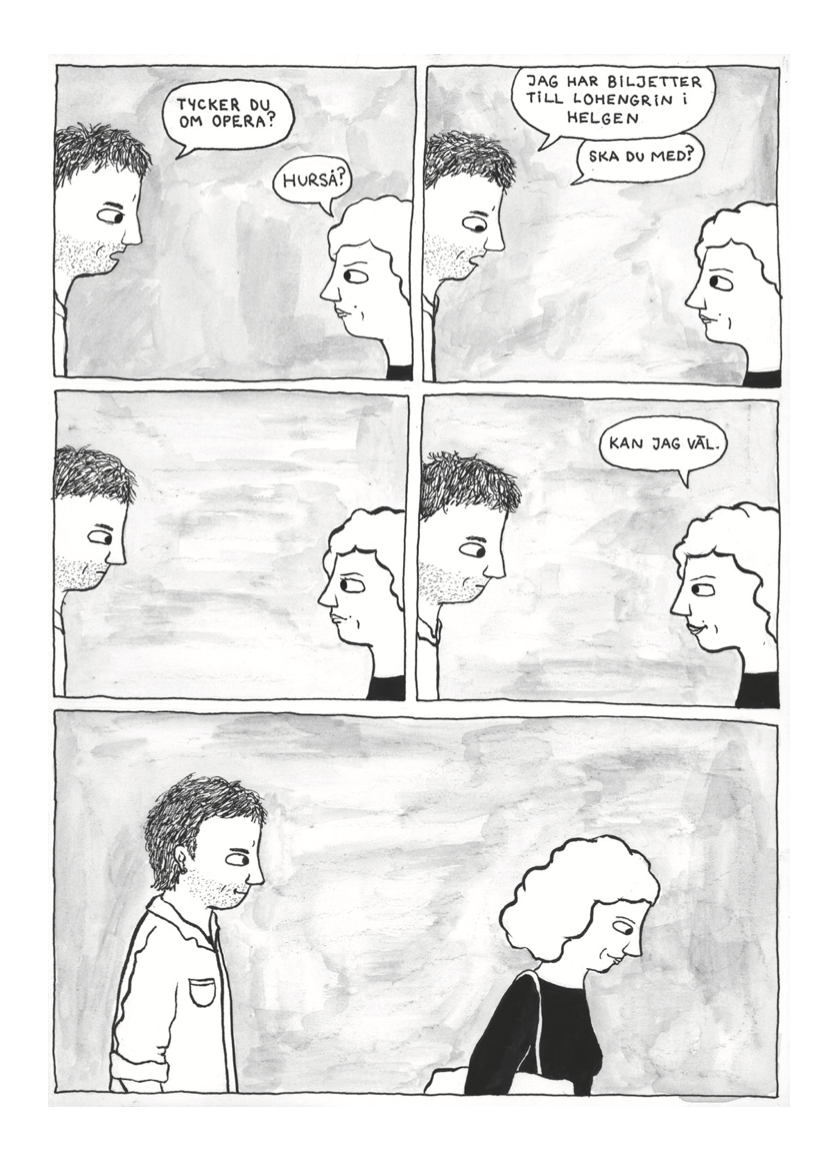 TYCKER DU
OM OPERA?
HURSÅ?
JAG HAR BILJETTER
TILL LOHENGRIN i
HELGEN
SKA DU MED?
KAN JAG VÄL.